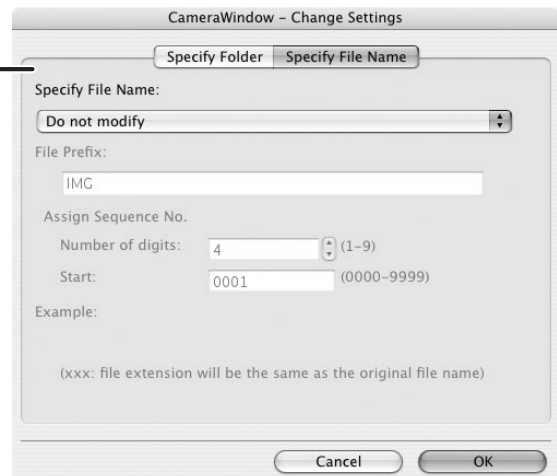 CameraWindow – Change Settings
Specify Folder Specify File Name
Specify File Name:
Do not modify
File Prefix:
IMG
Assign Sequence No.
Number of digits: 4 (1–9)
Start: 0001 (0000–9999)
Example:
(xxx: file extension will be the same as the original file name)
Cancel OK